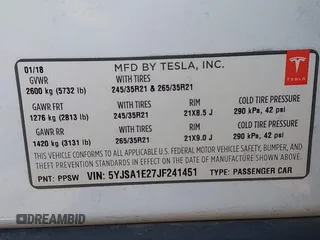 01/18 MFD BY TESLA, INC.
GVWR WITH TIRES
2600 kg (5732 lb) 245/35R21 & 265/35R21
TESLA
GAWR FRT WITH TIRES RIM COLD TIRE PRESSURE
1276 kg (2813 lb) 245/35R21 21X8.5 J 290 kPa, 42 psi
GAWR RR WITH TIRES RIM COLD TIRE PRESSURE
1420 kg (3131 lb) 265/35R21 21X9.0 J 290 kPa, 42 psi
THIS VEHICLE CONFORMS TO ALL APPLICABLE U.S. FEDERAL MOTOR VEHICLE SAFETY, BUMPER, AND
THEFT PREVENTION STANDARDS IN EFFECT ON THE DATE OF MANUFACTURE SHOWN ABOVE.
PNT: PPSW VIN: 5YJSA1E27JF241451 TYPE: PASSENGER CAR
DREAMBID